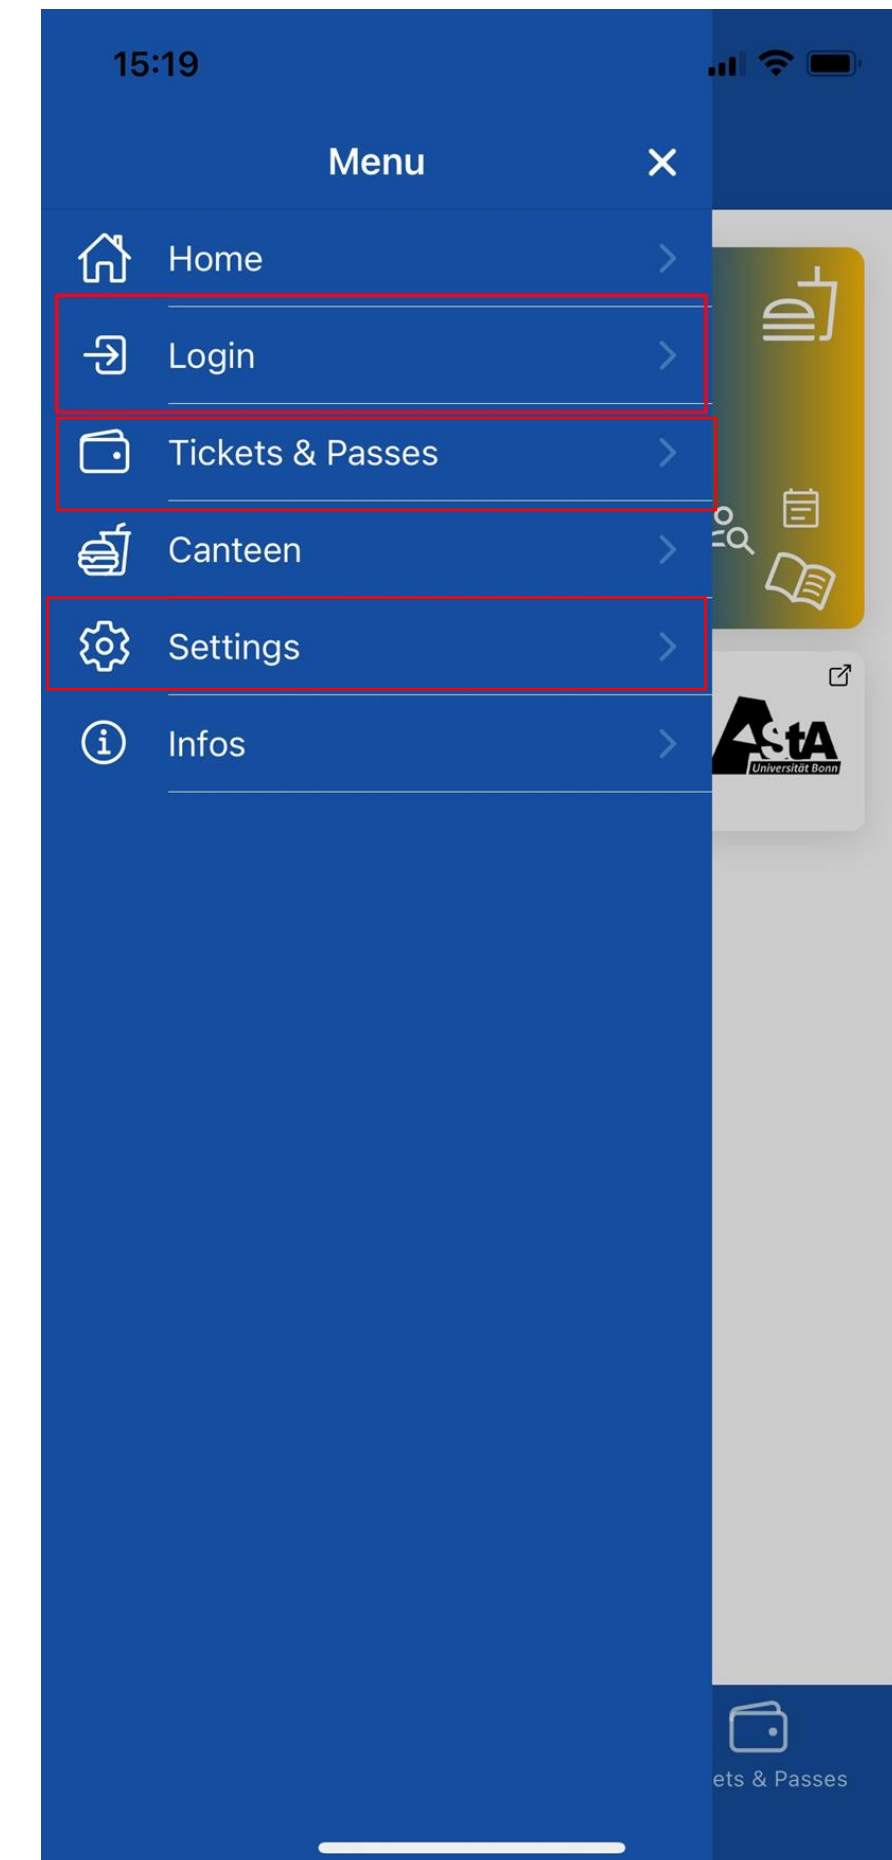 15:19
Menu
Home
Login
Tickets & Passes
Canteen
Settings
Infos
AStA
Universität Bonn
ets & Passes